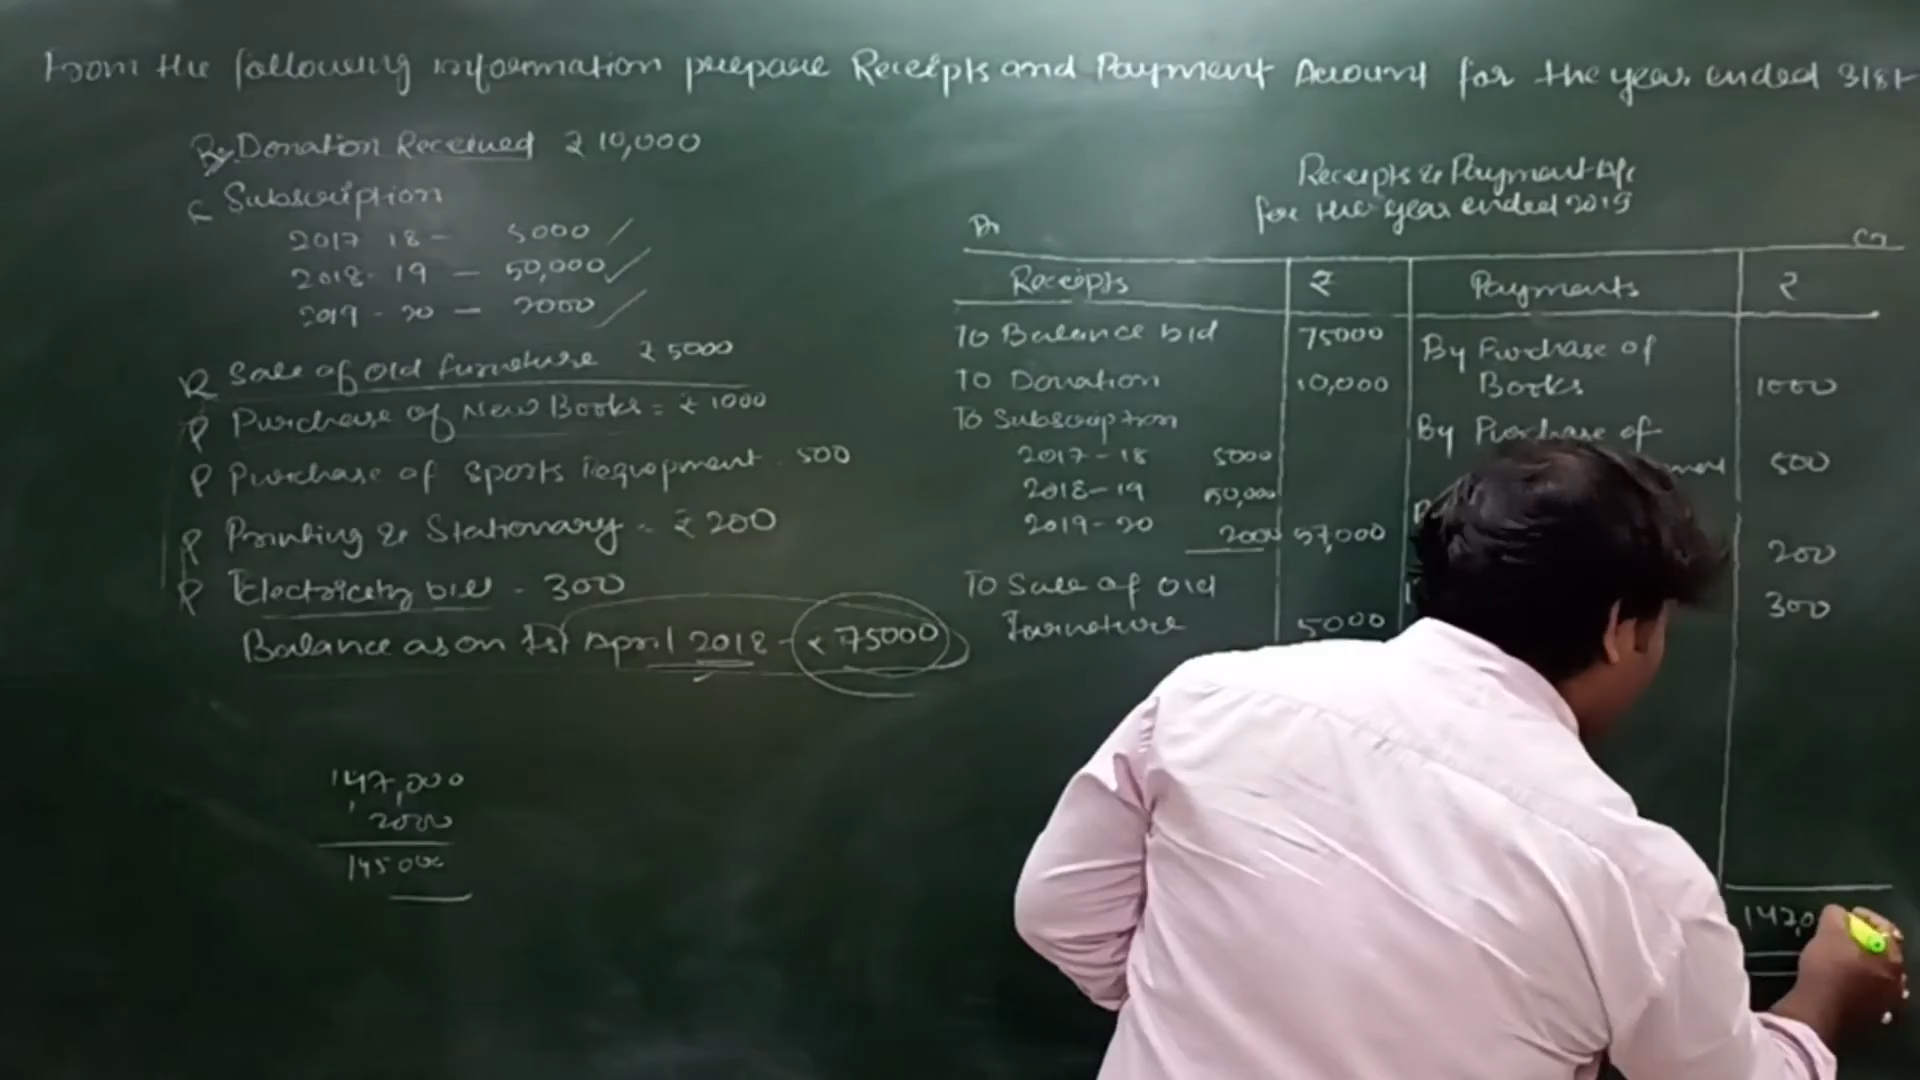 From the following information prepare Receipts and Payment Account for the year ended 31st
R Donation Received ₹ 10,000
Subscription
2017 18 - 5000
2018-19 - 50,000
2019-20 - 2000
R Sale of Old furneture ₹ 5000
P Purchase of New Books = ₹ 1000
P Purchase of Sports Equopment - 500
P Printing & Stationary - ₹ 200
P Electricity bill - 300
Balance as on 1st April 2018 - ₹ 75000
147,000
2000
145000
Receipts & Payment A/c
for the year ended 2019
Dr Cr
Receipts ₹ Payments ₹
To Balance b/d 75000
To Donation 10,000
To Subscription
2017-18 5000
2018-19 50,000
2019-20 2000 57,000
To Sale of Old
Furneture 5000
By Purchase of
Books 1000
By Purchase of
500
200
300